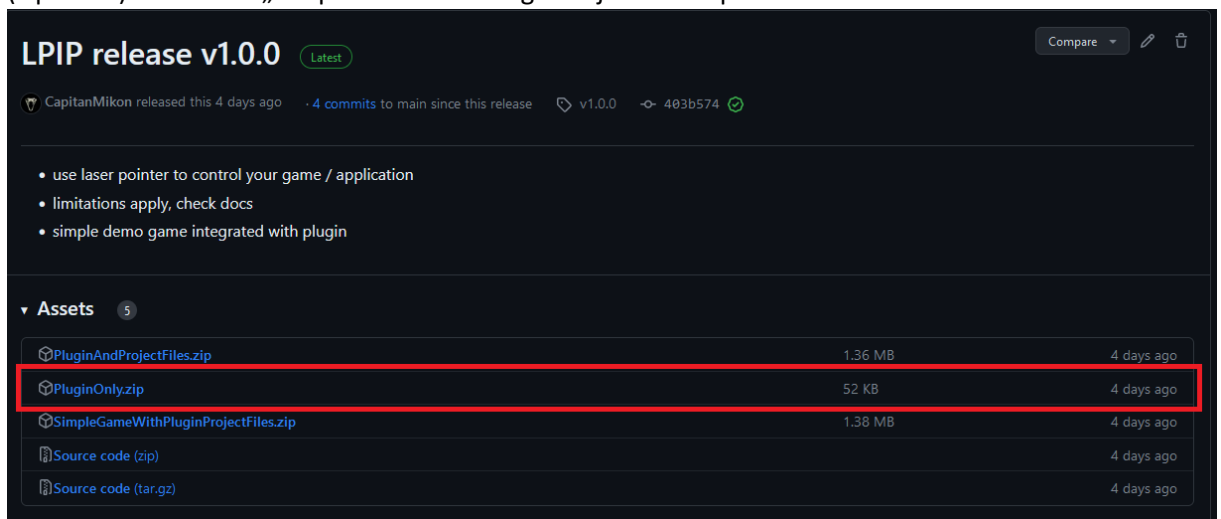 LPIP release v1.0.0 Latest
Compare
CapitanMikon released this 4 days ago · 4 commits to main since this release v1.0.0 403b574
• use laser pointer to control your game / application
• limitations apply, check docs
• simple demo game integrated with plugin
Assets 5
PluginAndProjectFiles.zip 1.36 MB 4 days ago
PluginOnly.zip 52 KB 4 days ago
SimpleGameWithPluginProjectFiles.zip 1.38 MB 4 days ago
Source code (zip) 4 days ago
Source code (tar.gz) 4 days ago